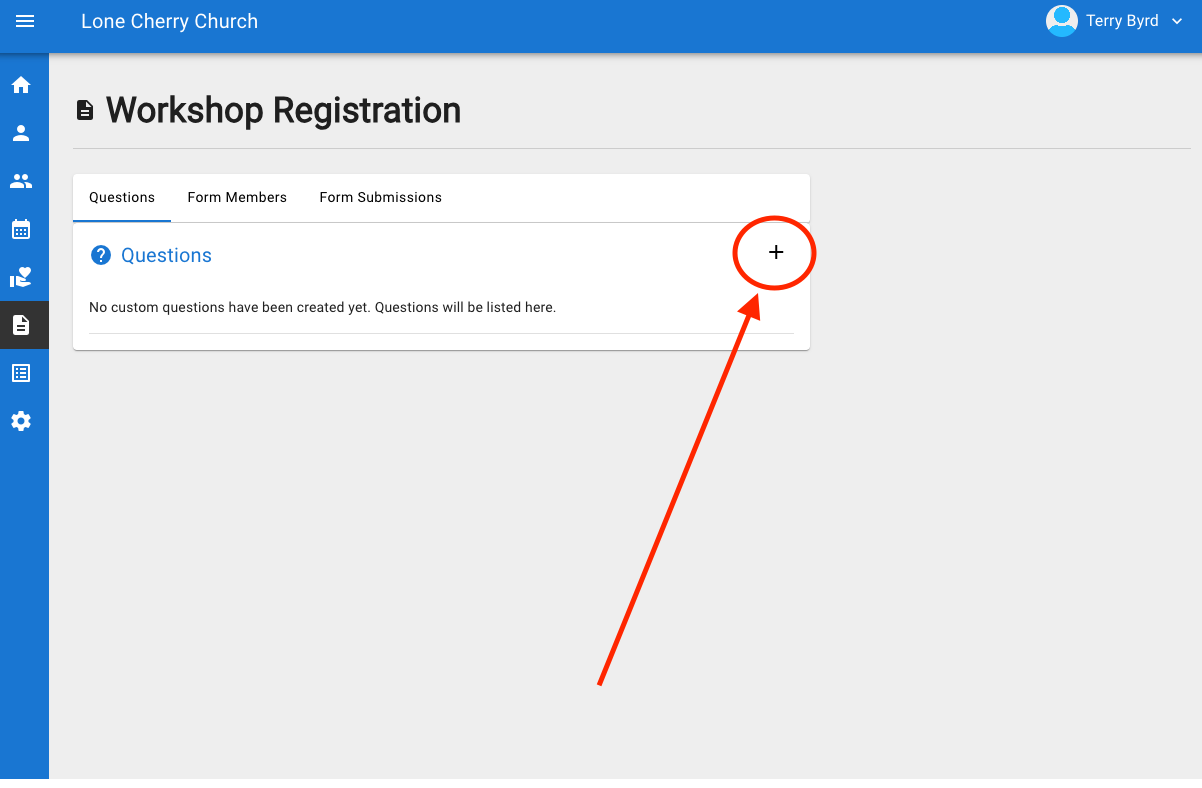 Lone Cherry Church
Terry Byrd
Workshop Registration
Questions
Form Members
Form Submissions
Questions
No custom questions have been created yet. Questions will be listed here.